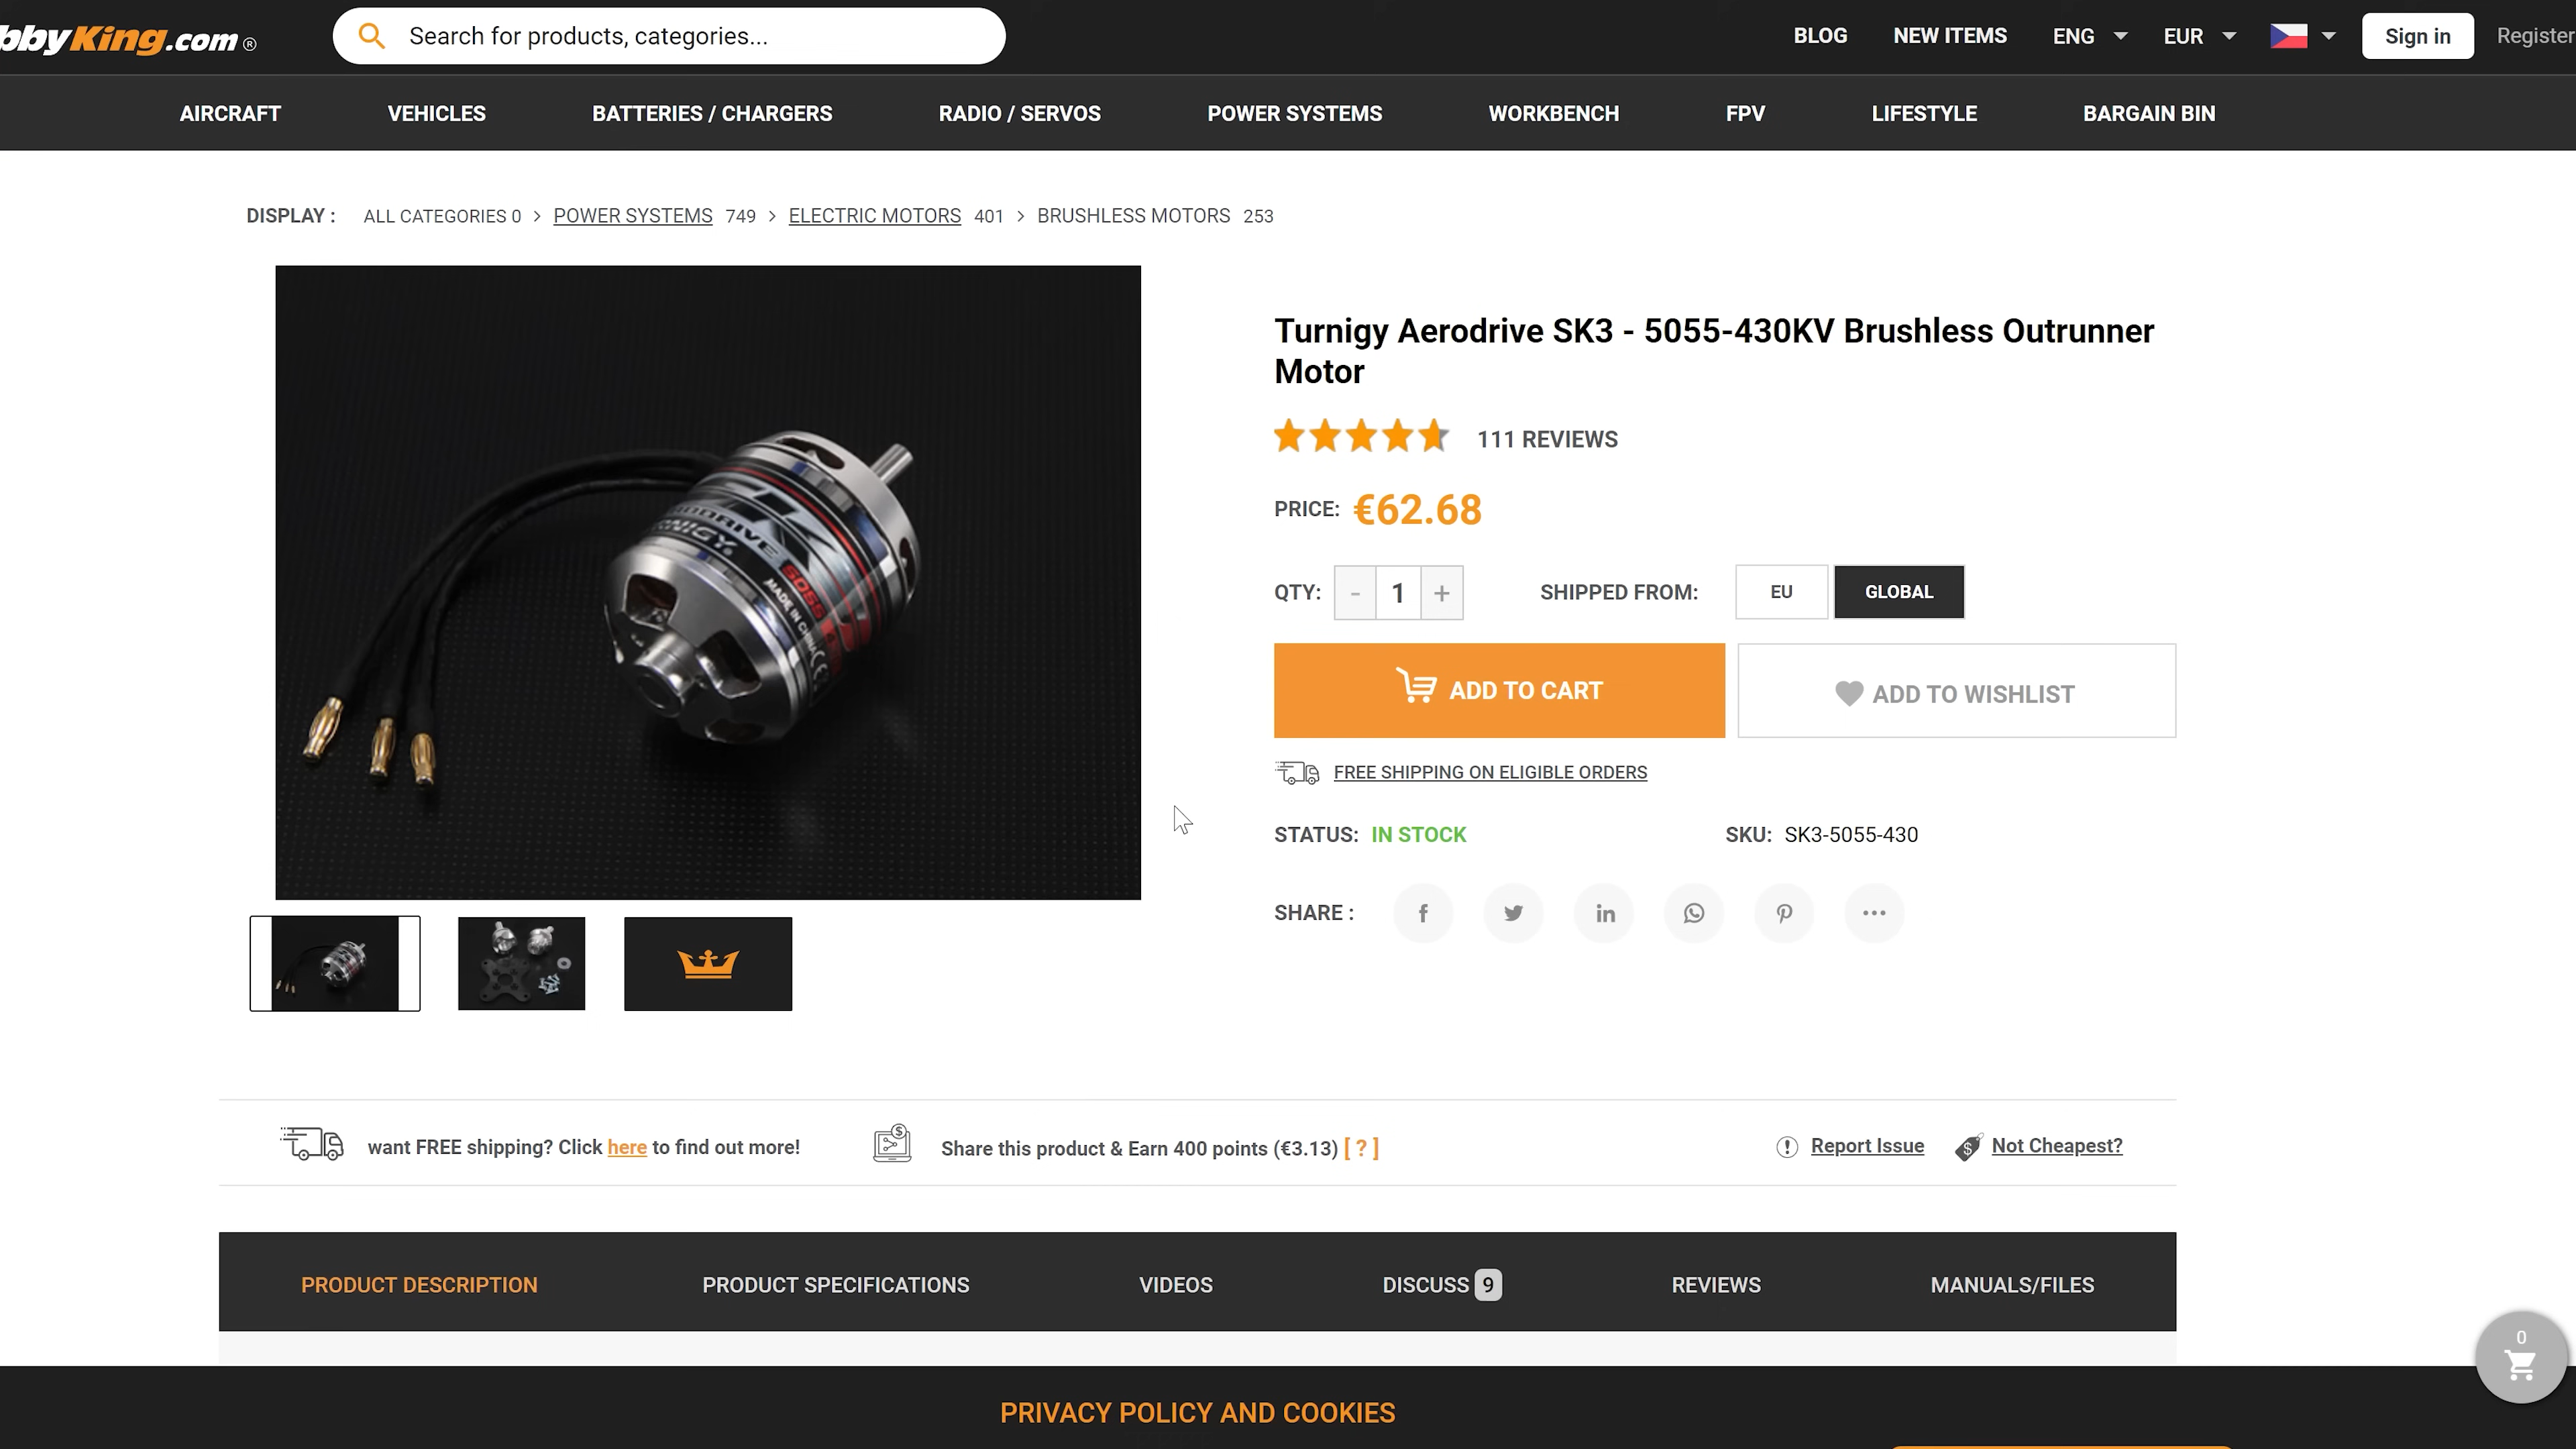 bbyKing.com ®
Search for products, categories...
BLOG NEW ITEMS ENG EUR Sign in Register
AIRCRAFT VEHICLES BATTERIES / CHARGERS RADIO / SERVOS POWER SYSTEMS WORKBENCH FPV LIFESTYLE BARGAIN BIN
DISPLAY : ALL CATEGORIES 0 > POWER SYSTEMS 749 > ELECTRIC MOTORS 401 > BRUSHLESS MOTORS 253
MADE IN CHINA
5055
Turnigy Aerodrive SK3 - 5055-430KV Brushless Outrunner
Motor
111 REVIEWS
PRICE: €62.68
QTY: - 1 + SHIPPED FROM: EU GLOBAL
ADD TO CART ADD TO WISHLIST
FREE SHIPPING ON ELIGIBLE ORDERS
STATUS: IN STOCK SKU: SK3-5055-430
SHARE :
want FREE shipping? Click here to find out more! Share this product & Earn 400 points (€3.13) [ ? ] Report Issue Not Cheapest?
PRODUCT DESCRIPTION PRODUCT SPECIFICATIONS VIDEOS DISCUSS 9 REVIEWS MANUALS/FILES
0
PRIVACY POLICY AND COOKIES